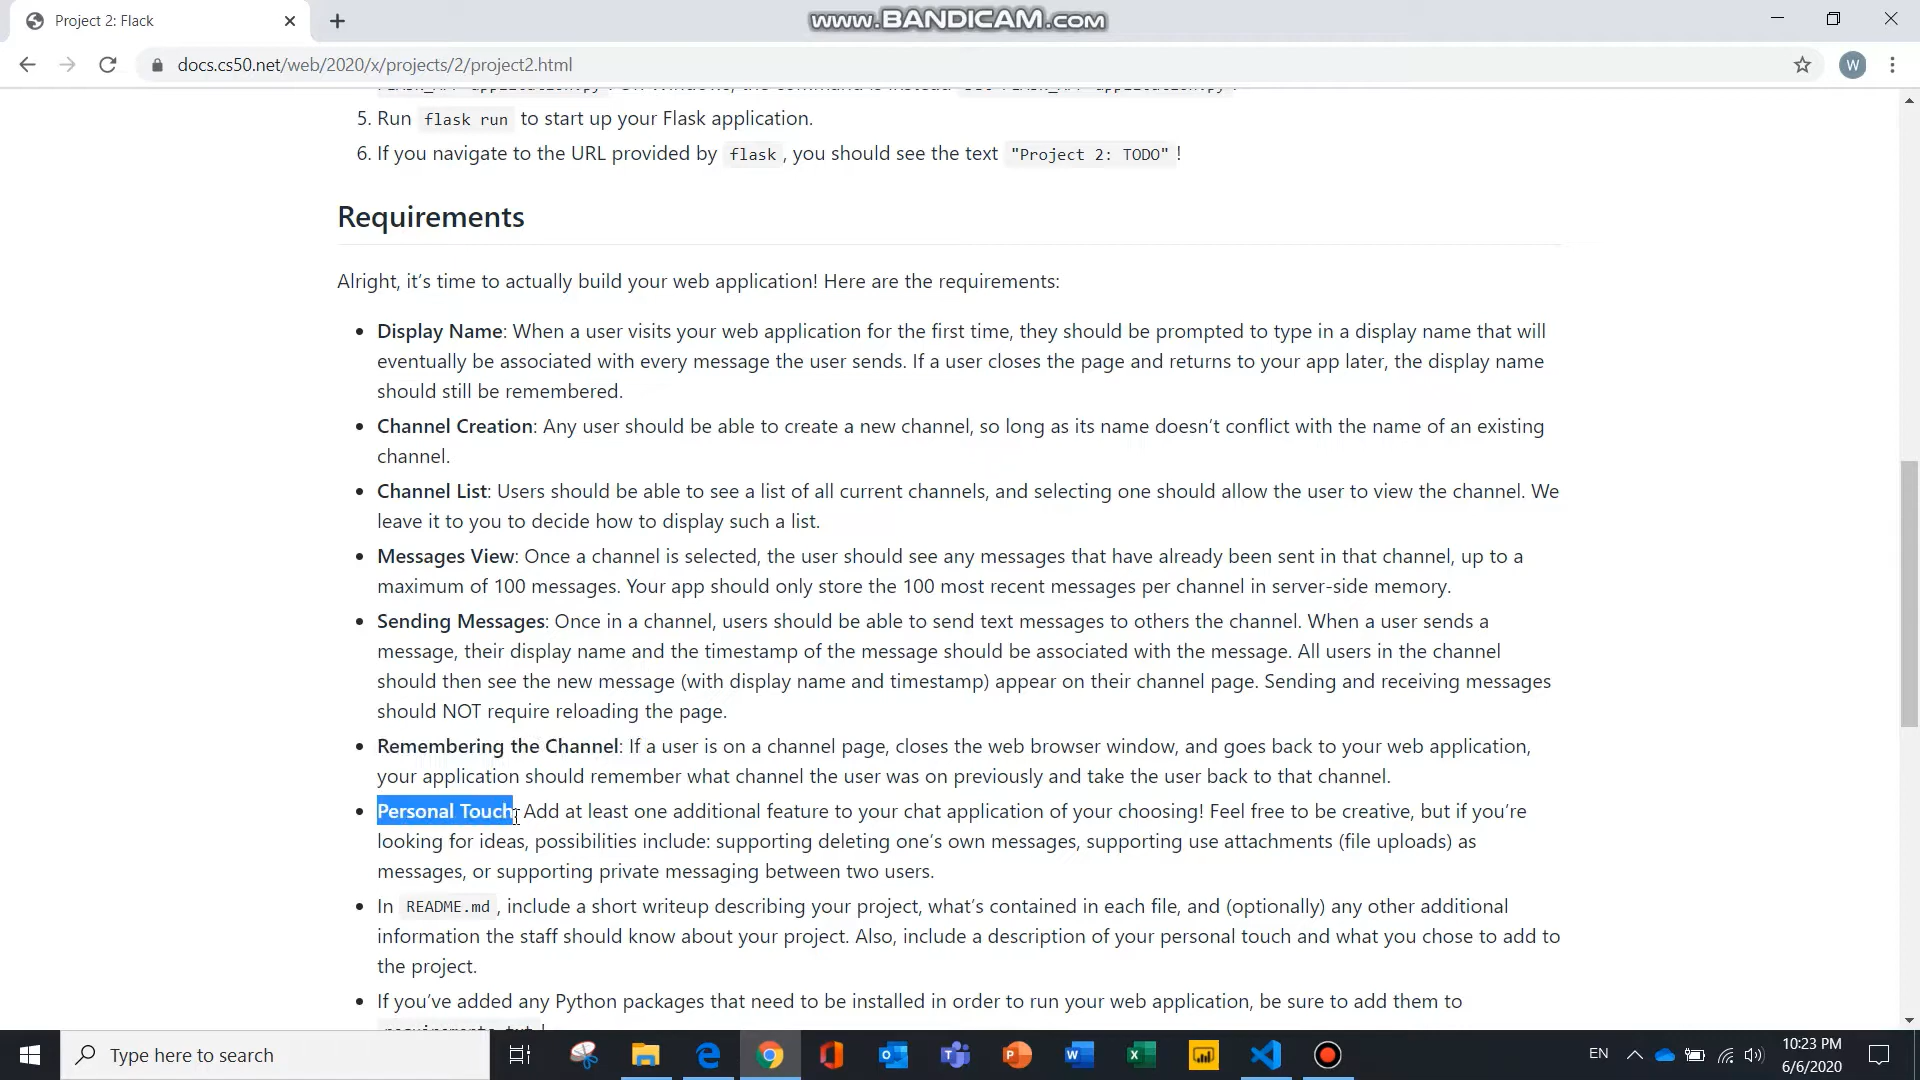 Project 2: Flack
www.BANDICAM.com
docs.cs50.net/web/2020/x/projects/2/project2.html
W
5. Run flask run to start up your Flask application.
6. If you navigate to the URL provided by flask , you should see the text "Project 2: TODO" !
Requirements
Alright, it’s time to actually build your web application! Here are the requirements:
• Display Name: When a user visits your web application for the first time, they should be prompted to type in a display name that will
eventually be associated with every message the user sends. If a user closes the page and returns to your app later, the display name
should still be remembered.
• Channel Creation: Any user should be able to create a new channel, so long as its name doesn’t conflict with the name of an existing
channel.
• Channel List: Users should be able to see a list of all current channels, and selecting one should allow the user to view the channel. We
leave it to you to decide how to display such a list.
• Messages View: Once a channel is selected, the user should see any messages that have already been sent in that channel, up to a
maximum of 100 messages. Your app should only store the 100 most recent messages per channel in server-side memory.
• Sending Messages: Once in a channel, users should be able to send text messages to others the channel. When a user sends a
message, their display name and the timestamp of the message should be associated with the message. All users in the channel
should then see the new message (with display name and timestamp) appear on their channel page. Sending and receiving messages
should NOT require reloading the page.
• Remembering the Channel: If a user is on a channel page, closes the web browser window, and goes back to your web application,
your application should remember what channel the user was on previously and take the user back to that channel.
• Personal Touch: Add at least one additional feature to your chat application of your choosing! Feel free to be creative, but if you’re
looking for ideas, possibilities include: supporting deleting one’s own messages, supporting use attachments (file uploads) as
messages, or supporting private messaging between two users.
• In README.md , include a short writeup describing your project, what’s contained in each file, and (optionally) any other additional
information the staff should know about your project. Also, include a description of your personal touch and what you chose to add to
the project.
• If you’ve added any Python packages that need to be installed in order to run your web application, be sure to add them to
Type here to search
EN
10:23 PM
6/6/2020